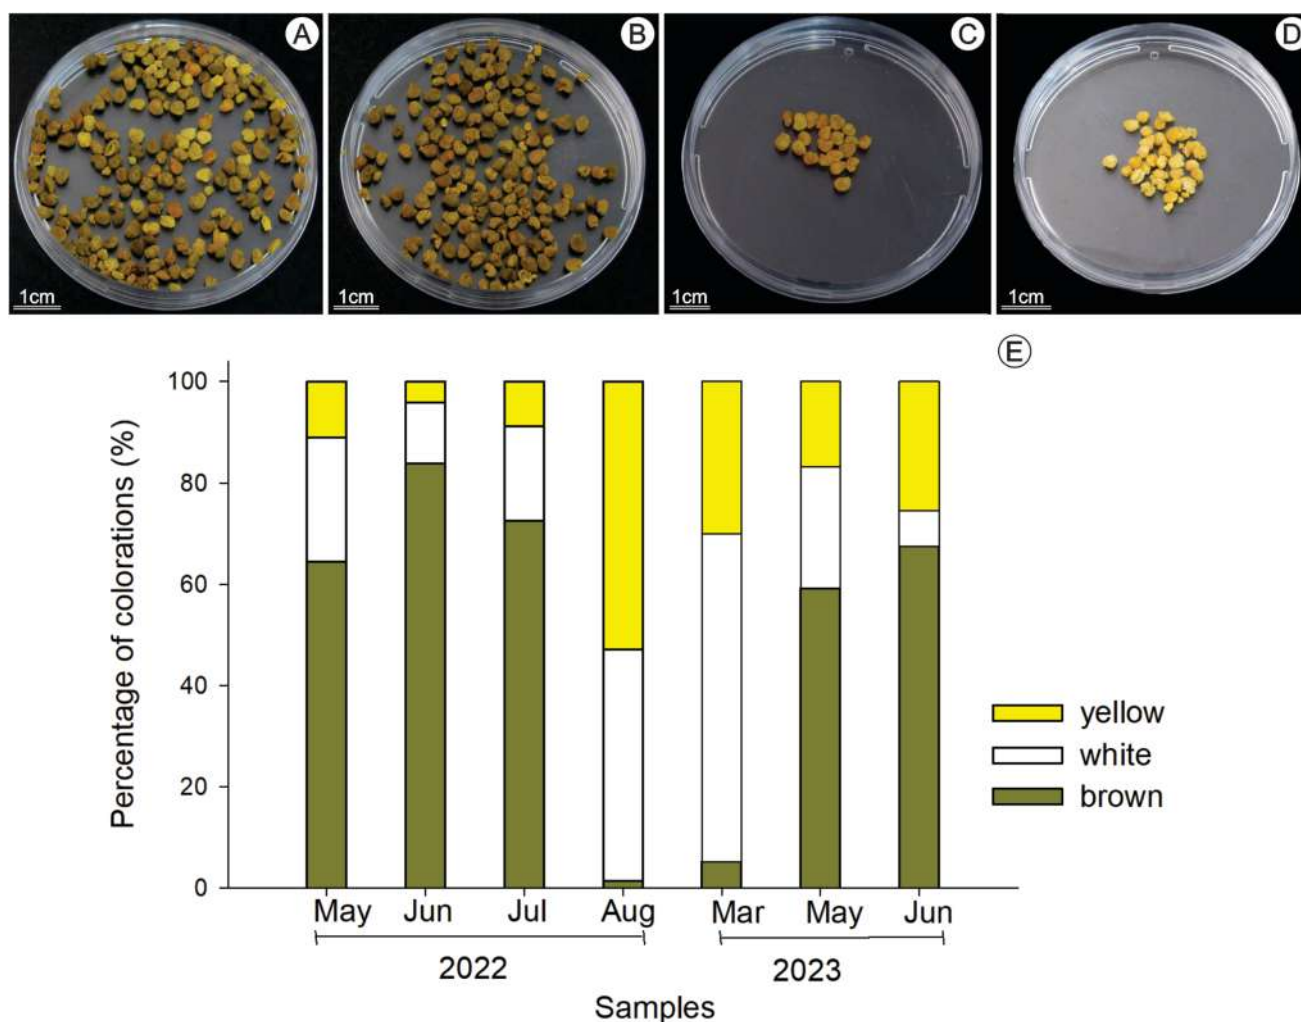 A
B
C
D
1cm
1cm
1cm
1cm
E
Percentage of colorations (%)
100
80
60
40
20
0
yellow
white
brown
May Jun Jul Aug Mar May Jun
2022 2023
Samples